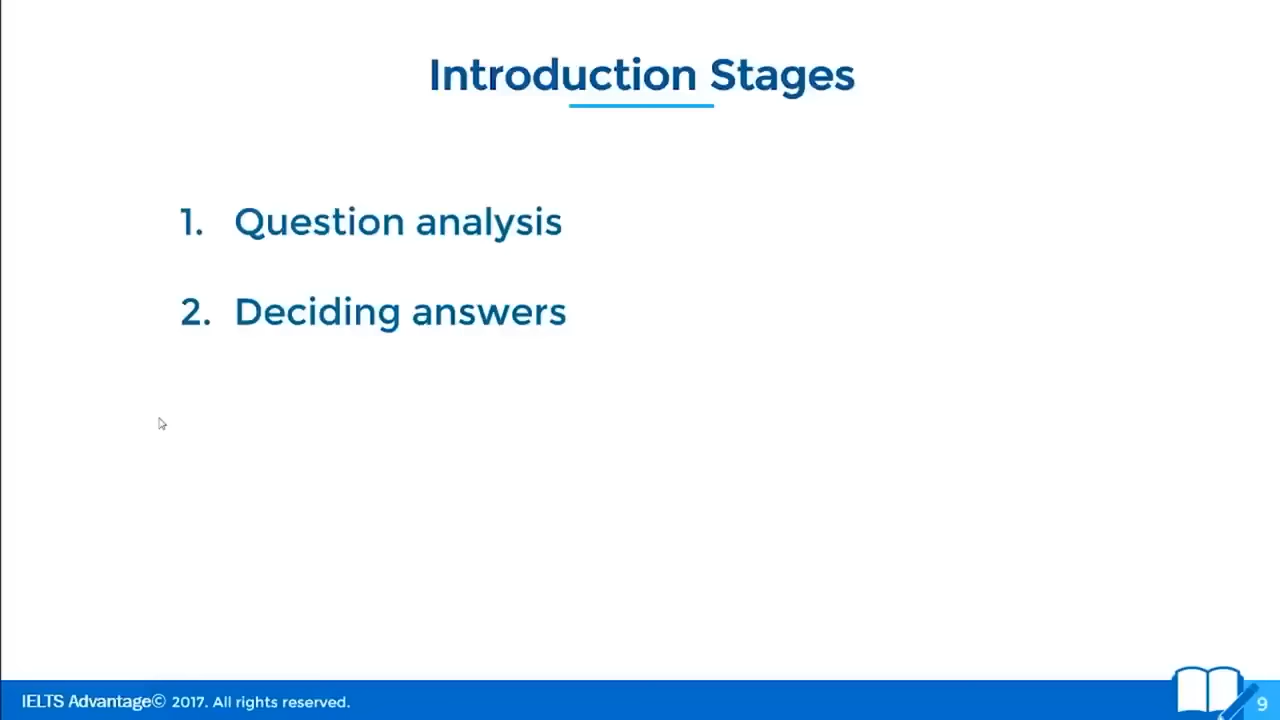 Introduction Stages
1. Question analysis
2. Deciding answers
IELTS Advantage© 2017. All rights reserved.
9